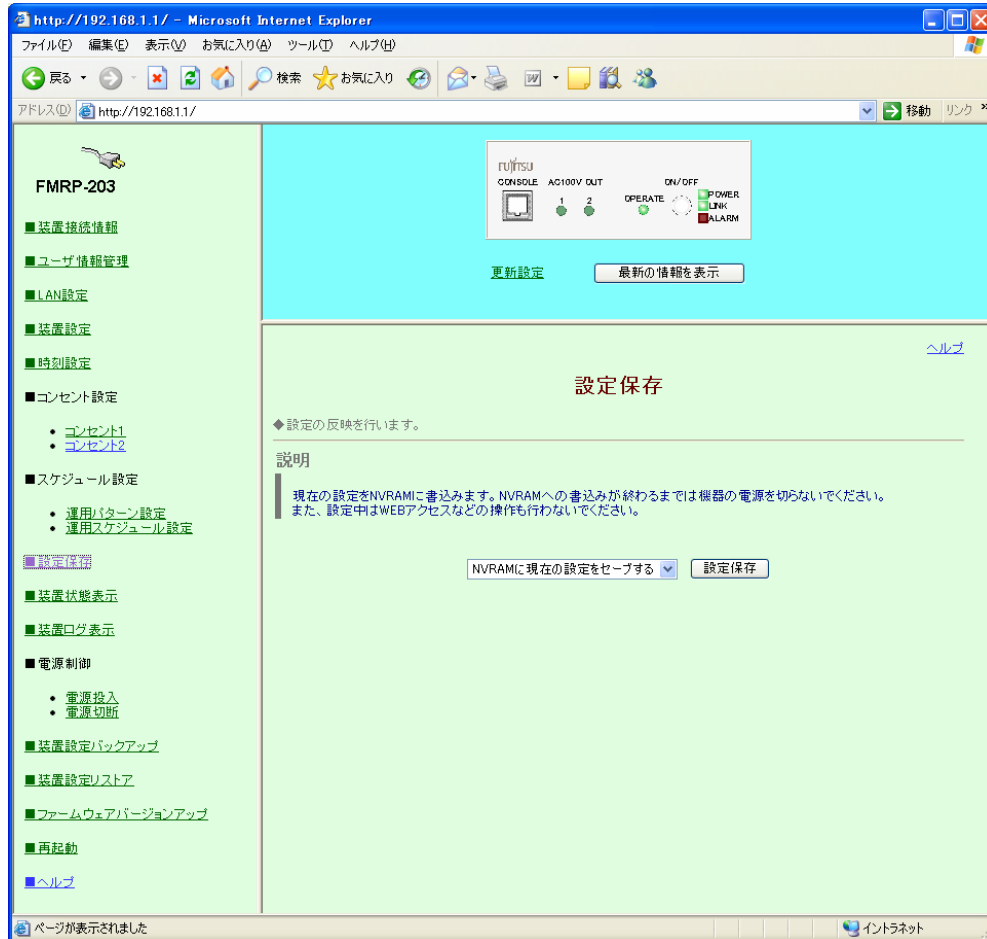 http://192.168.1.1/ - Microsoft Internet Explorer
ファイル(F) 編集(E) 表示(V) お気に入り(A) ツール(T) ヘルプ(H)
戻る 検索 お気に入り
アドレス(D) http://192.168.1.1/ 移動 リンク »
FMRP-203
■装置接続情報
■ユーザ情報管理
■LAN設定
■装置設定
■時刻設定
■コンセント設定
• コンセント1
• コンセント2
■スケジュール設定
• 運用パターン設定
• 運用スケジュール設定
■設定保存
■装置状態表示
■装置ログ表示
■電源制御
• 電源投入
• 電源切断
■装置設定バックアップ
■装置設定リストア
■ファームウェアバージョンアップ
■再起動
■ヘルプ
FUJITSU
CONSOLE AC100V OUT ON/OFF
1 2 OPERATE POWER
LINK
ALARM
更新設定 最新の情報を表示
ヘルプ
設定保存
◆設定の反映を行います。
説明
現在の設定をNVRAMに書込みます。NVRAMへの書込みが終わるまでは機器の電源を切らないでください。
また、設定中はWEBアクセスなどの操作も行わないでください。
NVRAMに現在の設定をセーブする 設定保存
ページが表示されました イントラネット